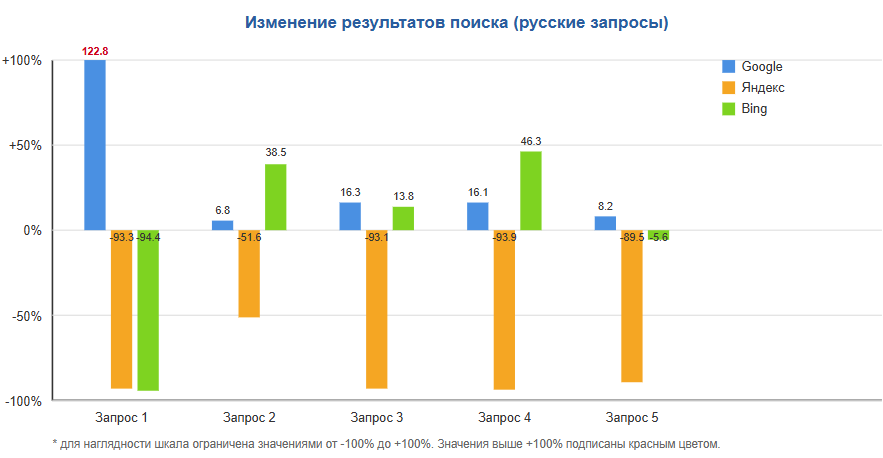 Изменение результатов поиска (русские запросы)
122.8
+100%
Google
Яндекс
Bing
+50%
38.5
46.3
16.3
13.8
16.1
6.8
8.2
0%
-93.3
-94.4
-51.6
-93.1
-93.9
-89.5
-5.6
-50%
-100%
Запрос 1
Запрос 2
Запрос 3
Запрос 4
Запрос 5
* для наглядности шкала ограничена значениями от -100% до +100%. Значения выше +100% подписаны красным цветом.